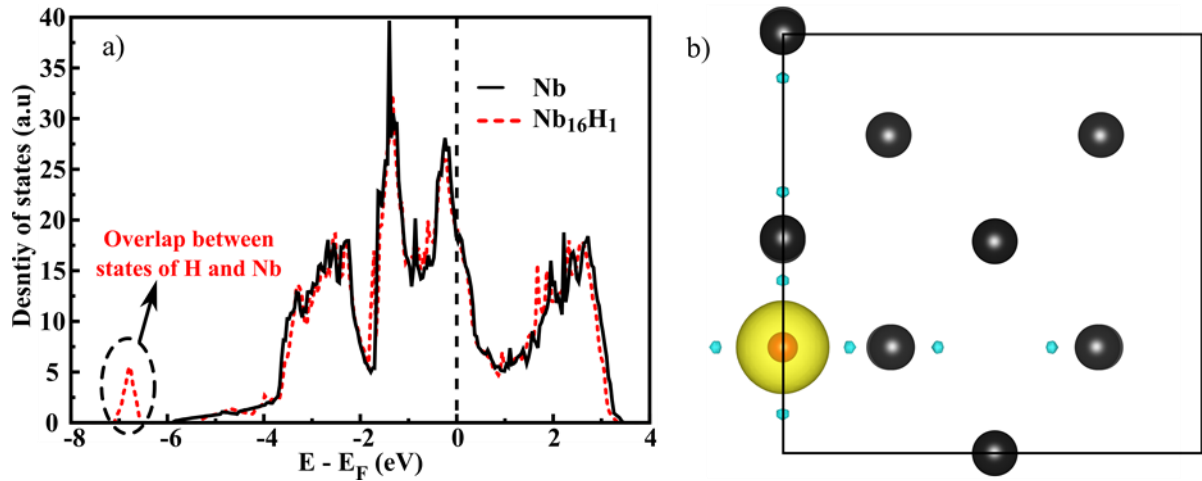 40
a)
35
30
25
20
15
10
5
0
Desntiy of states (a.u)
Nb
Nb₁₆H₁
Overlap between
states of H and Nb
-8 -6 -4 -2 0 2 4
E - E_F (eV)
b)